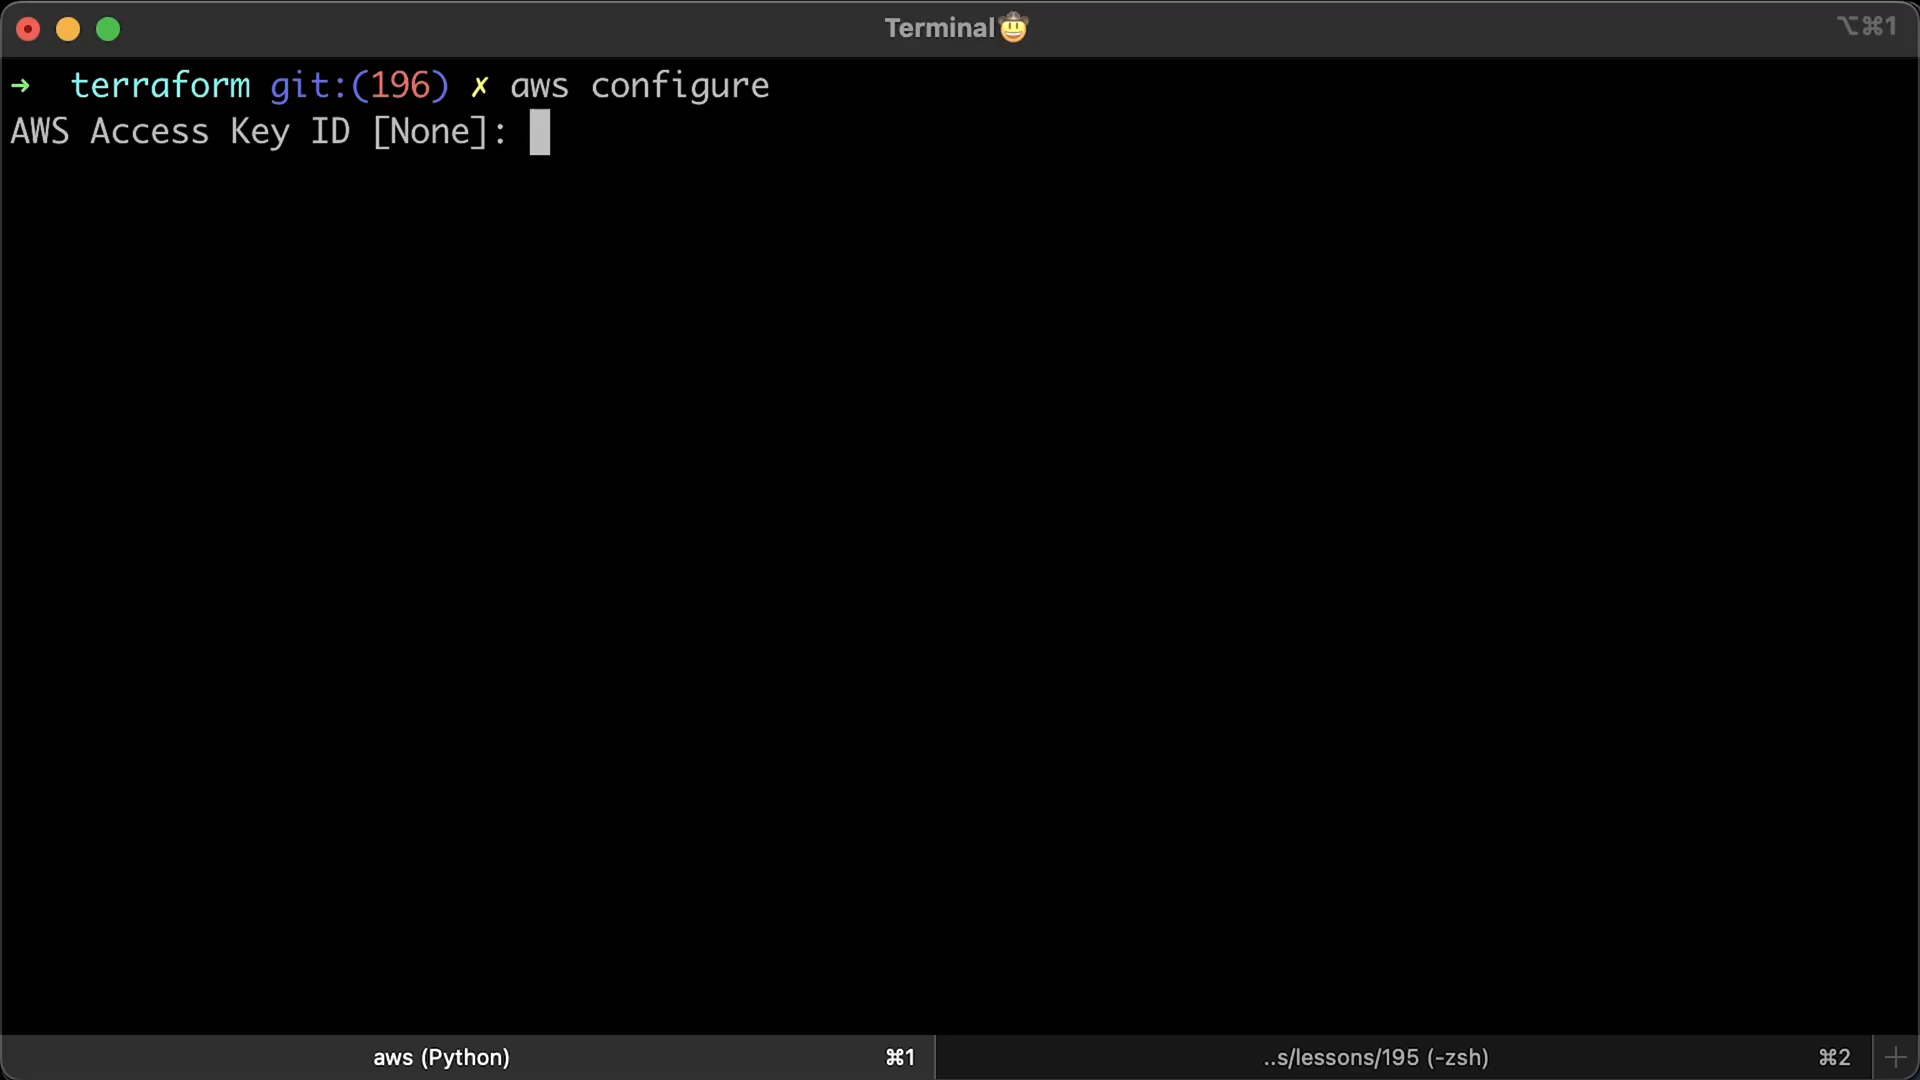 Terminal🤠
⌥⌘1
→ terraform git:(196) ✗ aws configure
AWS Access Key ID [None]:
aws (Python) ⌘1
..s/lessons/195 (-zsh) ⌘2